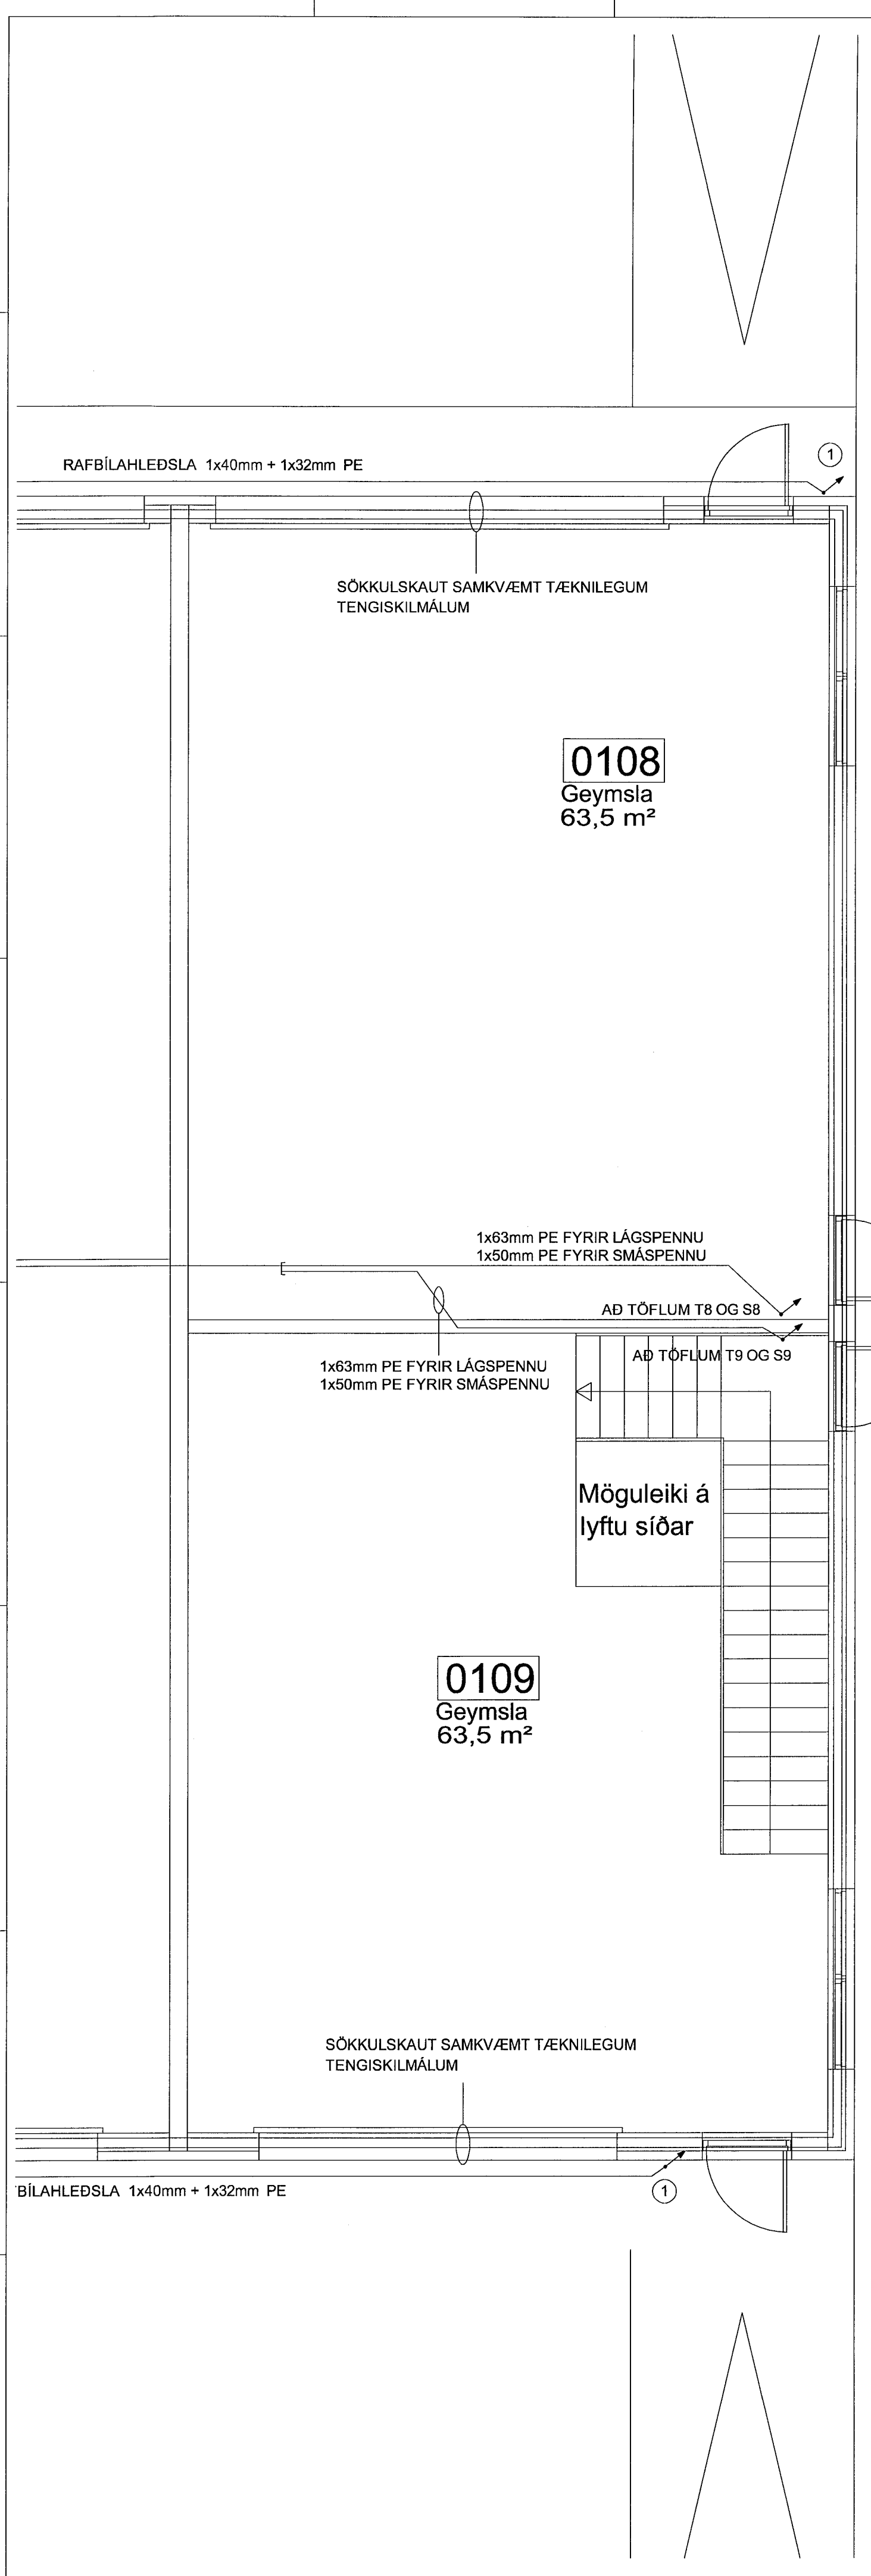 RAFBÍLAHLEÐSLA 1x40mm + 1x32mm PE
1
SÖKKULSKAUT SAMKVÆMT TÆKNILEGUM
TENGISKILMÁLUM
0108
Geymsla
63,5 m²
1x63mm PE FYRIR LÁGSPENNU
1x50mm PE FYRIR SMÁSPENNU
AÐ TÖFLUM T8 OG S8
AÐ TÖFLUM T9 OG S9
1x63mm PE FYRIR LÁGSPENNU
1x50mm PE FYRIR SMÁSPENNU
Möguleiki á
lyftu síðar
0109
Geymsla
63,5 m²
SÖKKULSKAUT SAMKVÆMT TÆKNILEGUM
TENGISKILMÁLUM
BÍLAHLEÐSLA 1x40mm + 1x32mm PE
1